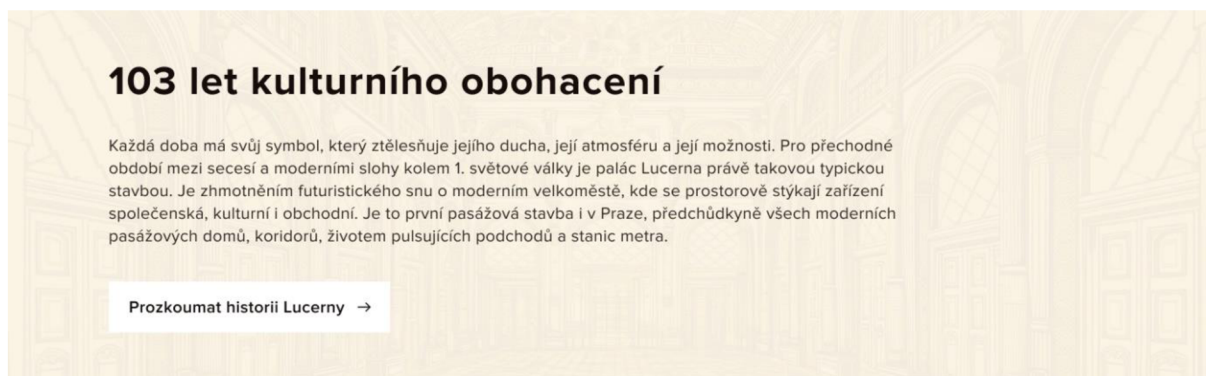 103 let kulturního obohacení
Každá doba má svůj symbol, který ztělesňuje jejího ducha, její atmosféru a její možnosti. Pro přechodné
období mezi secesí a moderními slohy kolem 1. světové války je palác Lucerna právě takovou typickou
stavbou. Je zhmotněním futuristického snu o moderním velkoměstě, kde se prostorově stýkají zařízení
společenská, kulturní i obchodní. Je to první pasážová stavba i v Praze, předchůdkyně všech moderních
pasážových domů, koridorů, životem pulsujících podchodů a stanic metra.
Prozkoumat historii Lucerny →